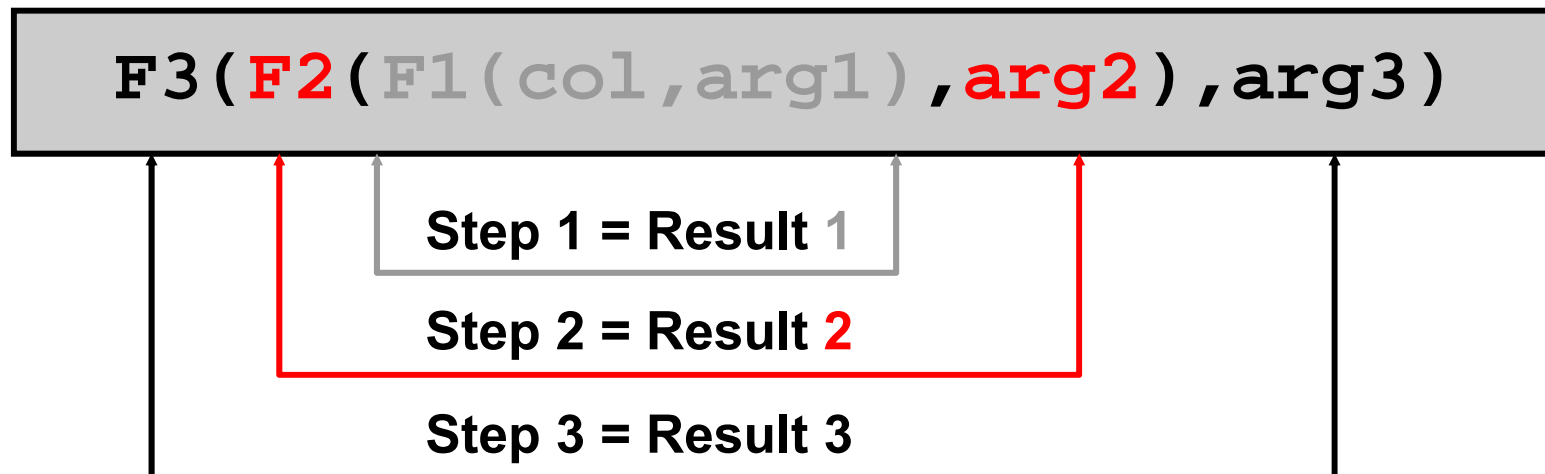 F3(F2(F1(col,arg1),arg2),arg3)
Step 1 = Result 1
Step 2 = Result 2
Step 3 = Result 3